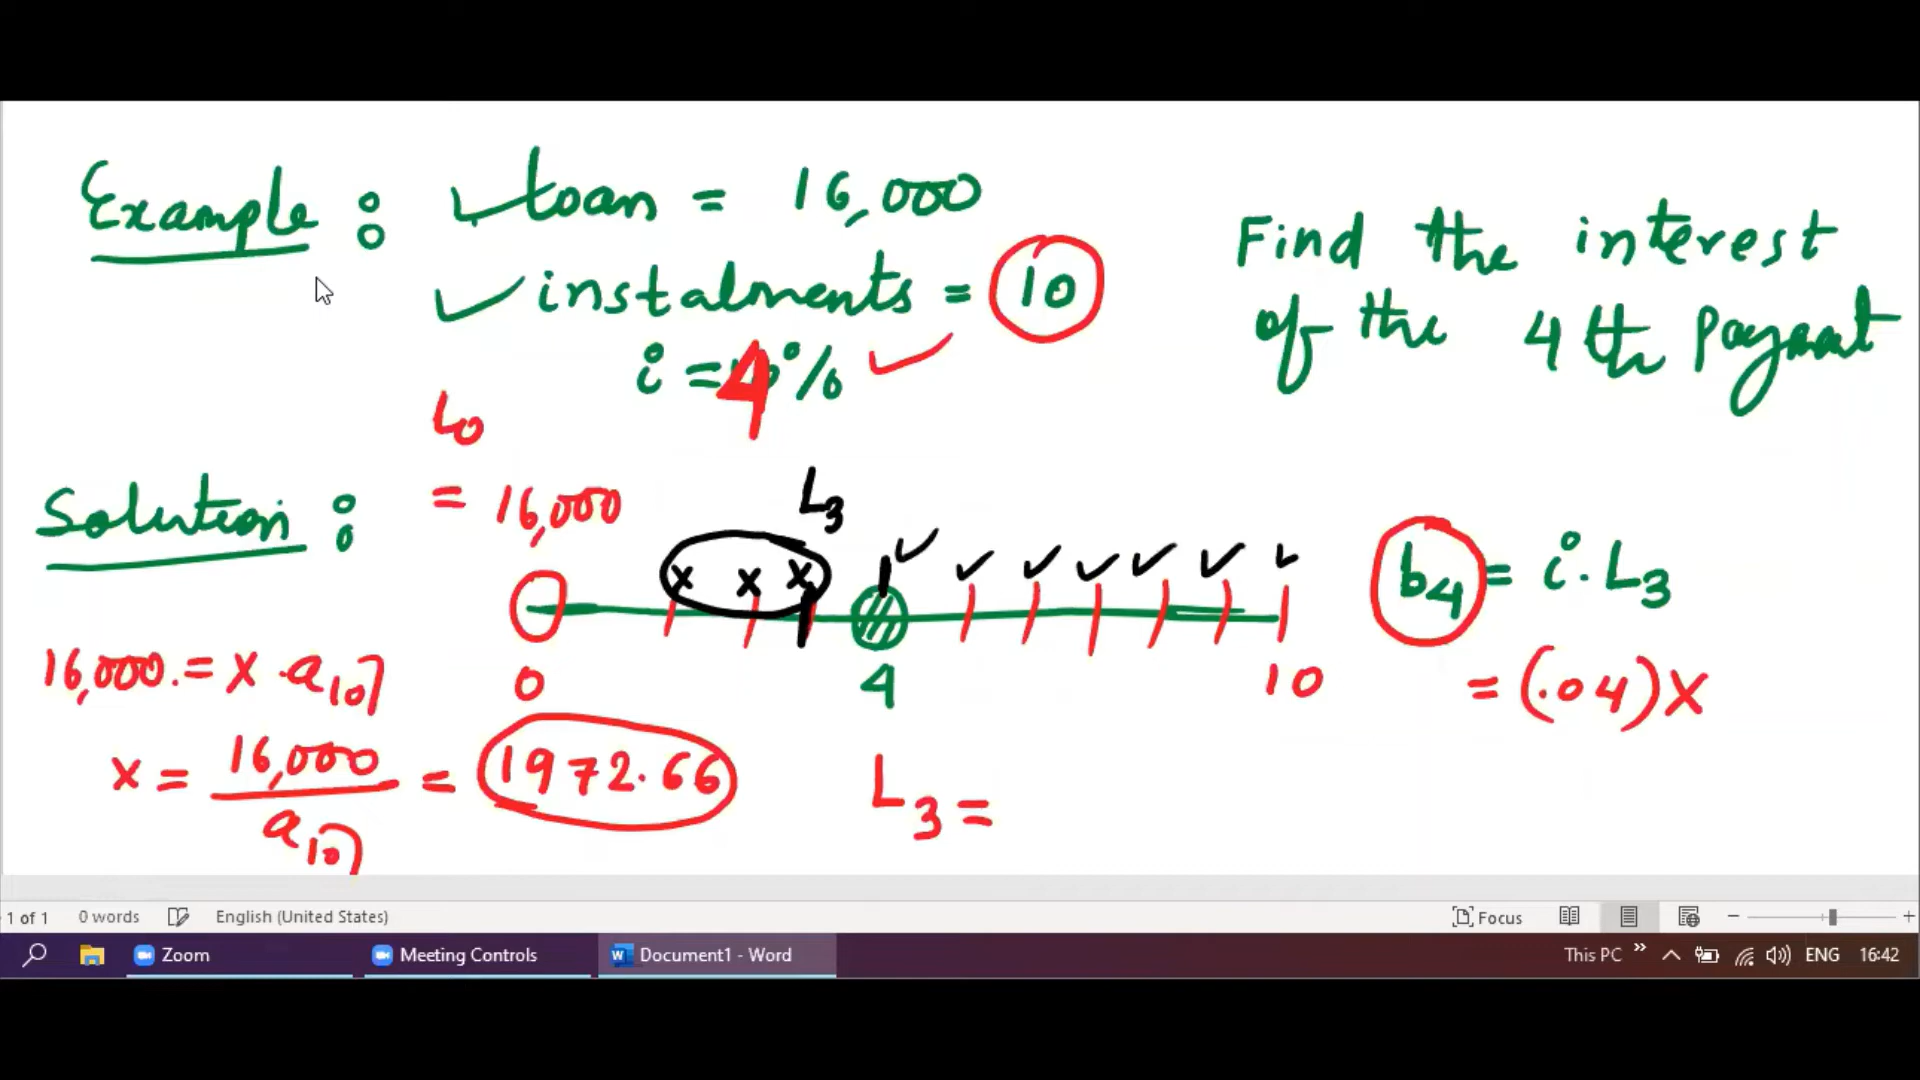 Example : ✓ Loan = 16,000
✓ instalments = 10
i = 4% ✓
Find the interest
of the 4th Payment
L0
= 16,000
Solution :
L3
x x x ✓ ✓ ✓ ✓ ✓ ✓ ✓
0 4 10
b4 = i . L3
= (.04) X
16,000. = X . a10
X = 16,000 / a10 = 1972.66
L3 =
1 of 1 0 words English (United States) Focus
Zoom Meeting Controls Document1 - Word This PC ENG 16:42